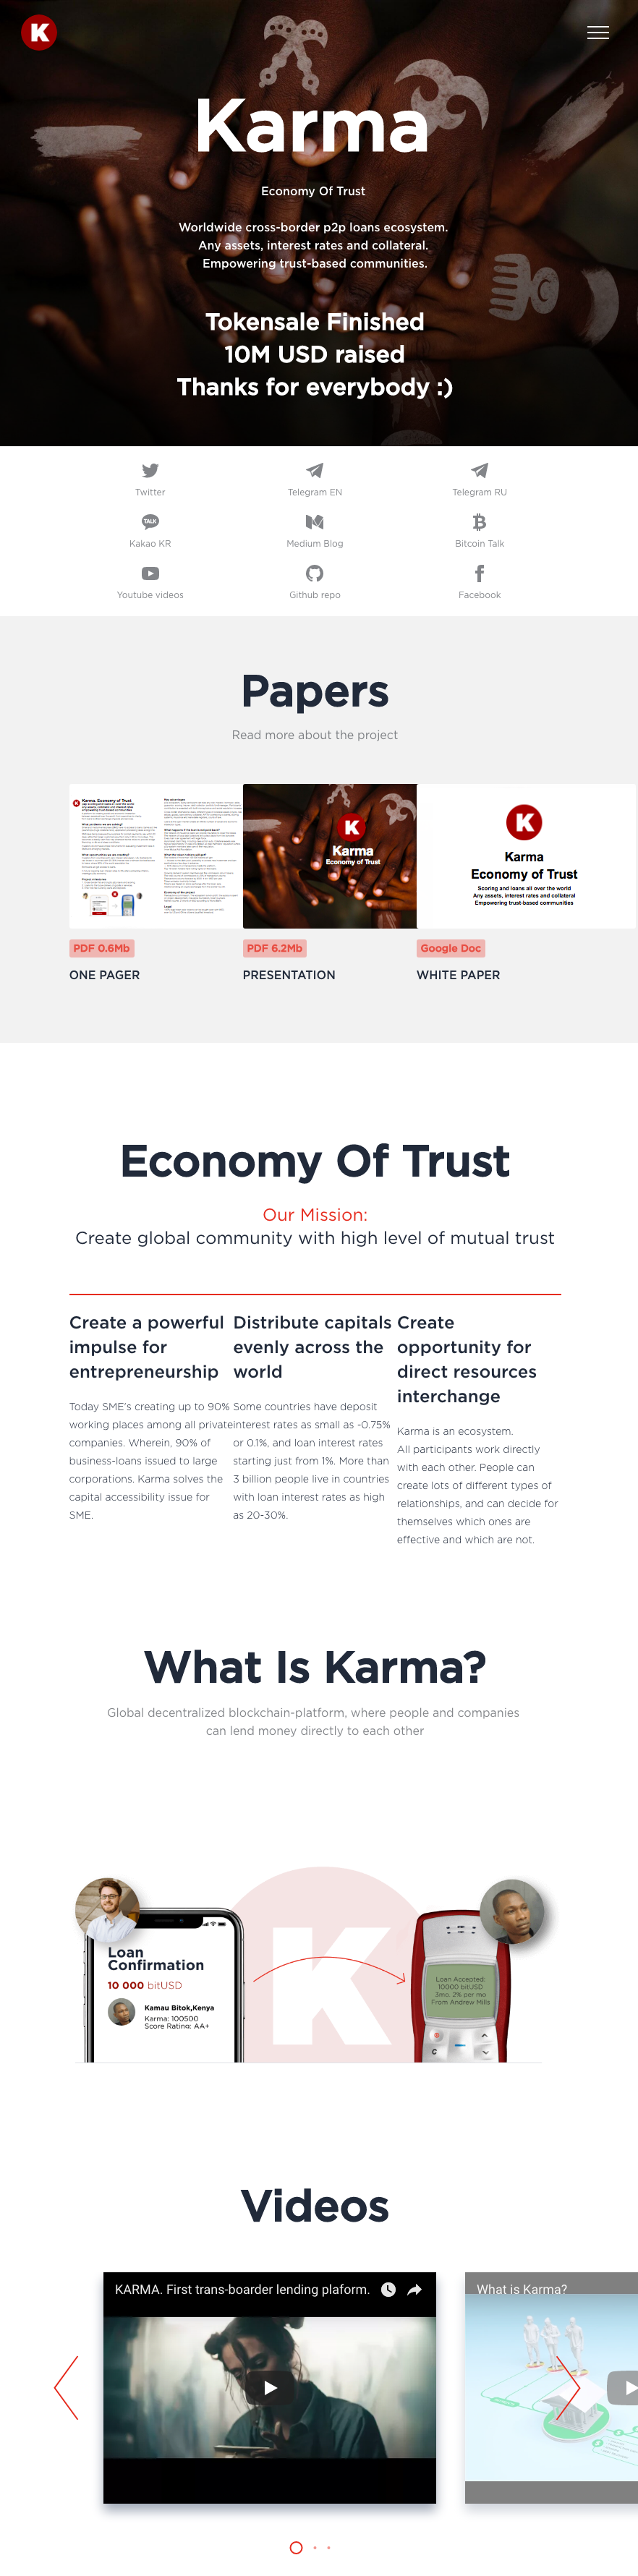 K
Karma
Economy Of Trust
Worldwide cross-border p2p loans ecosystem.
Any assets, interest rates and collateral.
Empowering trust-based communities.
Tokensale Finished
10M USD raised
Thanks for everybody :)
Twitter
Telegram EN
Telegram RU
TALK
Kakao KR
Medium Blog
Bitcoin Talk
Youtube videos
Github repo
Facebook
Papers
Read more about the project
Karma. Economy of Trust
K
Karma
Economy of Trust
K
Karma
Economy of Trust
Scoring and loans all over the world
Any assets, interest rates and collateral
Empowering trust-based communities
PDF 0.6Mb
ONE PAGER
PDF 6.2Mb
PRESENTATION
Google Doc
WHITE PAPER
Economy Of Trust
Our Mission:
Create global community with high level of mutual trust
Create a powerful
impulse for
entrepreneurship
Today SME's creating up to 90%
working places among all private
companies. Wherein, 90% of
business-loans issued to large
corporations. Karma solves the
capital accessibility issue for
SME.
Distribute capitals
evenly across the
world
Some countries have deposit
interest rates as small as -0.75%
or 0.1%, and loan interest rates
starting just from 1%. More than
3 billion people live in countries
with loan interest rates as high
as 20-30%.
Create
opportunity for
direct resources
interchange
Karma is an ecosystem.
All participants work directly
with each other. People can
create lots of different types of
relationships, and can decide for
themselves which ones are
effective and which are not.
What Is Karma?
Global decentralized blockchain-platform, where people and companies
can lend money directly to each other
Loan
Confirmation
10 000 bitUSD
Kamau Bitok,Kenya
Karma: 100500
Score Rating: AA+
K
Loan Accepted:
10000 bitUSD
3mo. 2% per mo
From Andrew Mills
Videos
KARMA. First trans-boarder lending plaform.
What is Karma?